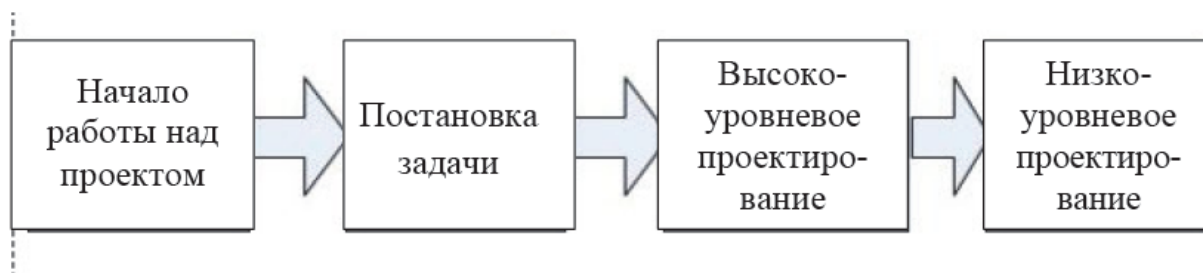 Начало
работы над
проектом
Постановка
задачи
Высоко-
уровневое
проектиро-
вание
Низко-
уровневое
проектиро-
вание